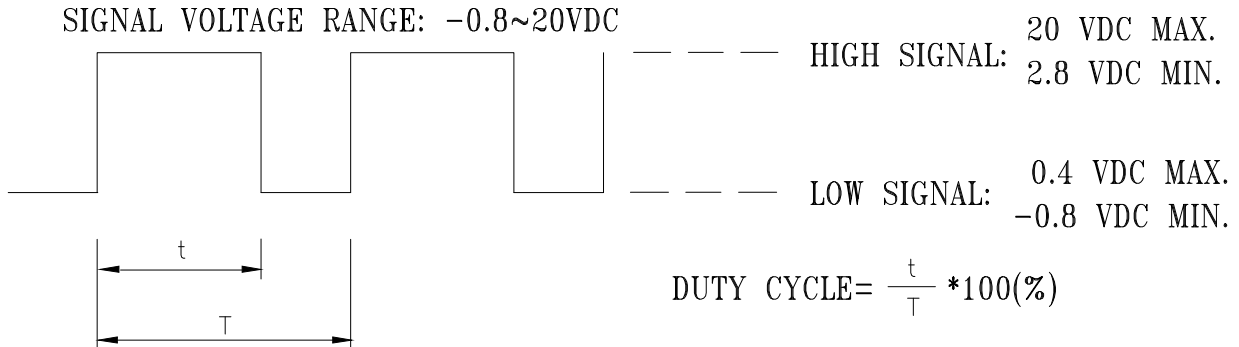 SIGNAL VOLTAGE RANGE: -0.8~20VDC
HIGH SIGNAL: 20 VDC MAX.
2.8 VDC MIN.
LOW SIGNAL: 0.4 VDC MAX.
-0.8 VDC MIN.
t
T
DUTY CYCLE= t/T *100(%)